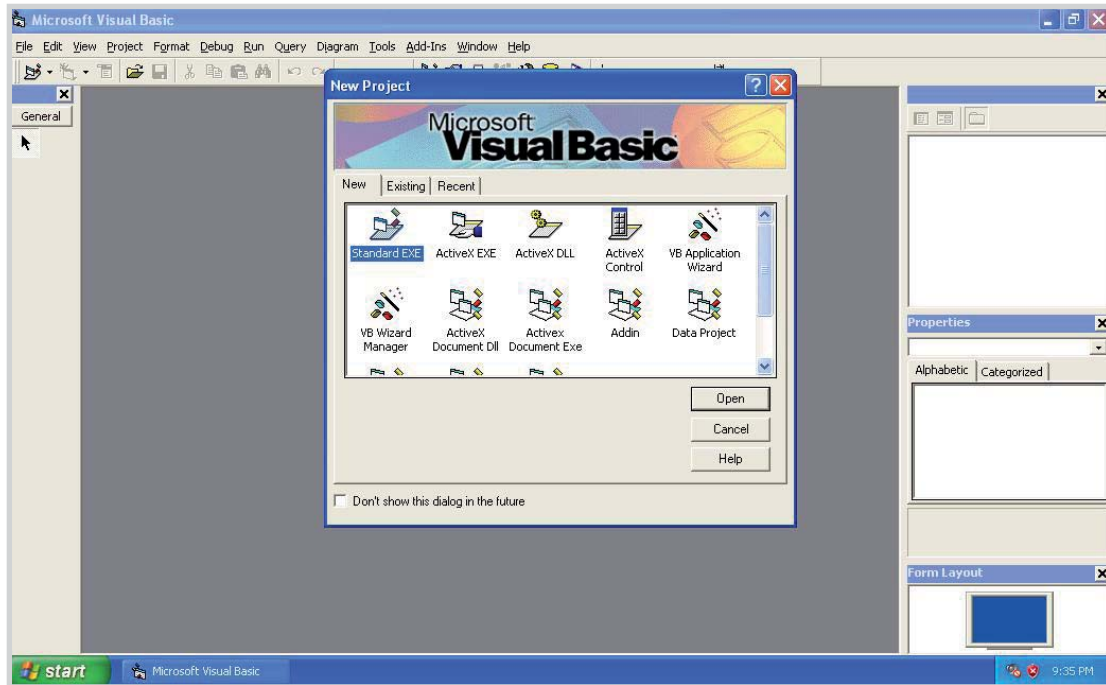 Microsoft Visual Basic
File Edit View Project Format Debug Run Query Diagram Tools Add-Ins Window Help
General
New Project
Microsoft
Visual Basic
New Existing Recent
Standard EXE ActiveX EXE ActiveX DLL ActiveX Control VB Application Wizard
VB Wizard Manager ActiveX Document Dll Activex Document Exe Addin Data Project
Open
Cancel
Help
Don't show this dialog in the future
Properties
Alphabetic Categorized
Form Layout
start Microsoft Visual Basic 9:35 PM